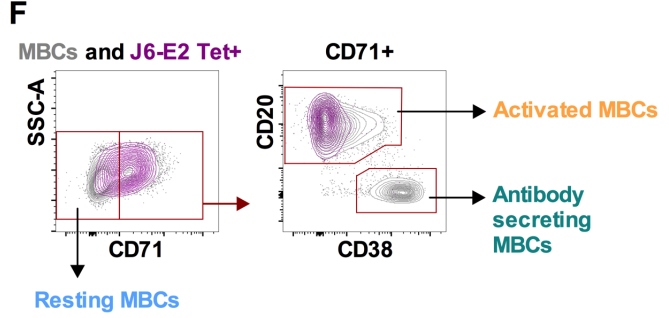 F
MBCs and J6-E2 Tet+
CD71+
SSC-A
CD71
Resting MBCs
CD20
CD38
Activated MBCs
Antibody
secreting
MBCs